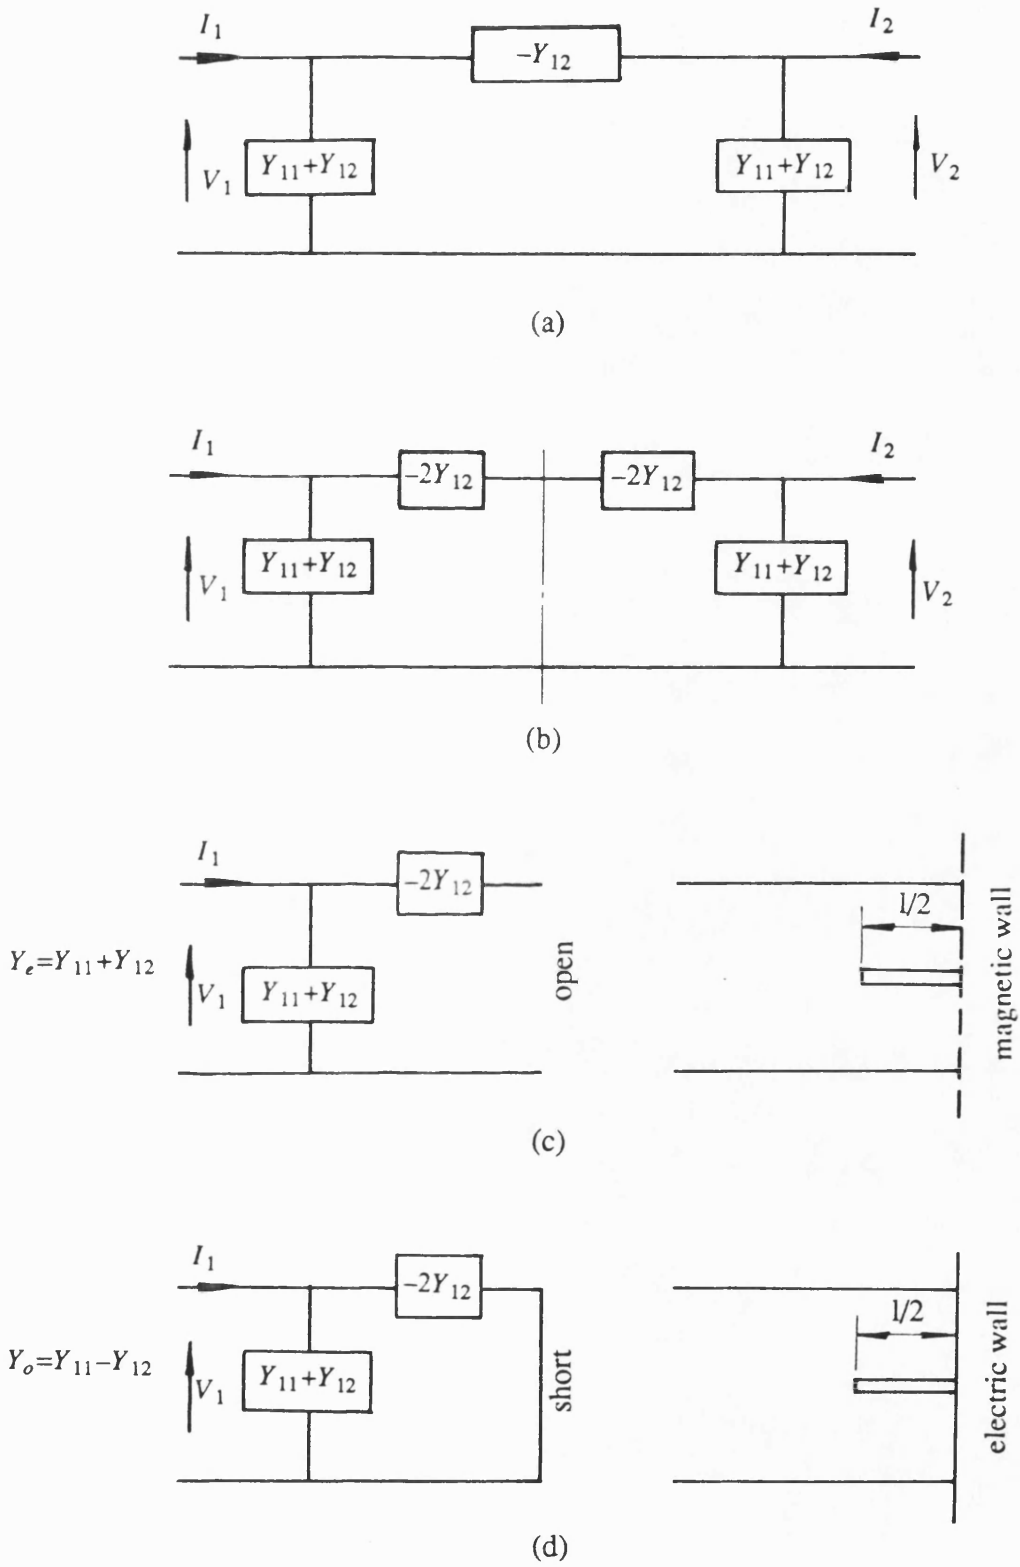 I1
I2
−Y12
Y11+Y12
Y11+Y12
V1
V2
(a)
I1
I2
−2Y12
−2Y12
Y11+Y12
Y11+Y12
V1
V2
(b)
I1
−2Y12
Ye=Y11+Y12
V1
Y11+Y12
open
l/2
magnetic wall
(c)
I1
−2Y12
Yo=Y11−Y12
V1
Y11+Y12
short
l/2
electric wall
(d)